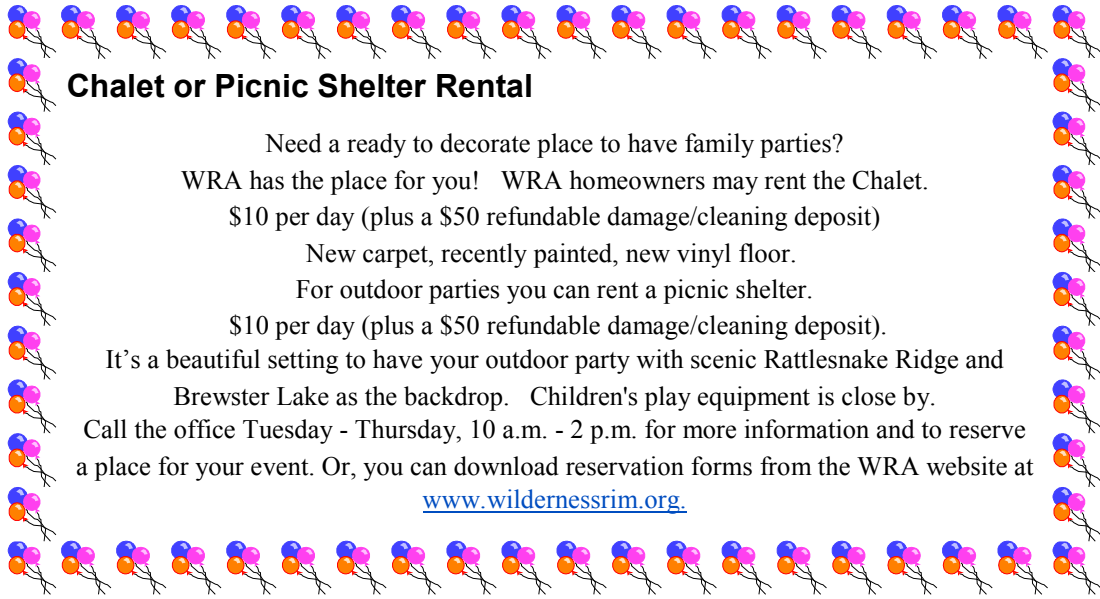 Chalet or Picnic Shelter Rental
Need a ready to decorate place to have family parties?
WRA has the place for you!   WRA homeowners may rent the Chalet.
$10 per day (plus a $50 refundable damage/cleaning deposit)
New carpet, recently painted, new vinyl floor.
For outdoor parties you can rent a picnic shelter.
$10 per day (plus a $50 refundable damage/cleaning deposit).
It’s a beautiful setting to have your outdoor party with scenic Rattlesnake Ridge and
Brewster Lake as the backdrop.   Children's play equipment is close by.
Call the office Tuesday - Thursday, 10 a.m. - 2 p.m. for more information and to reserve
a place for your event. Or, you can download reservation forms from the WRA website at
www.wildernessrim.org.